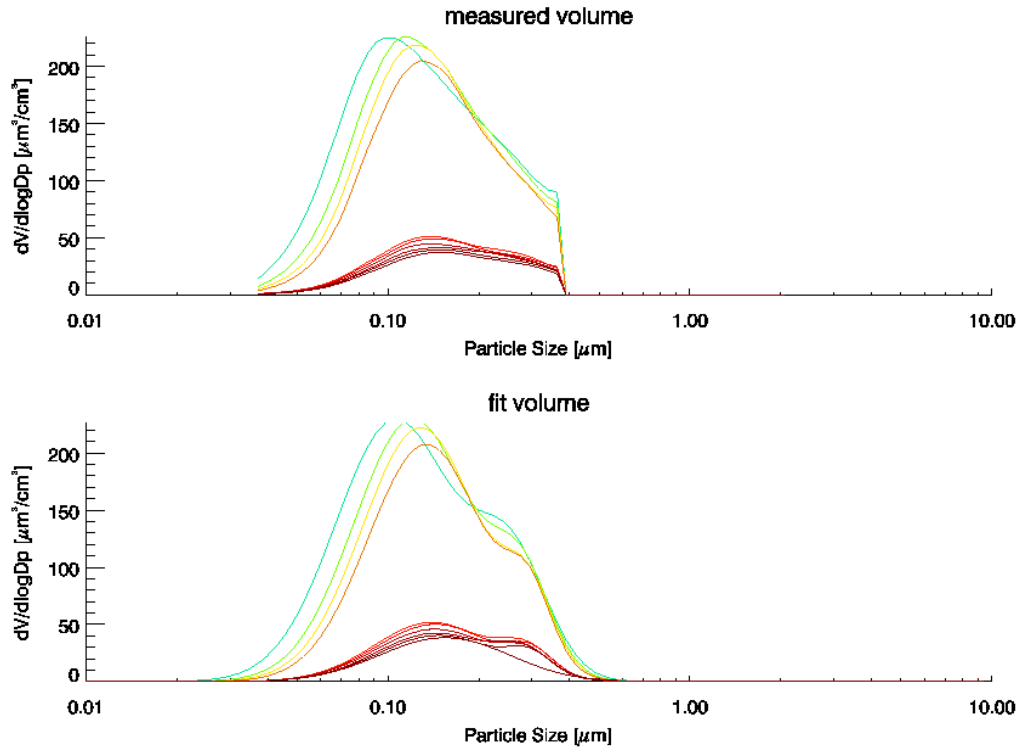 measured volume
dV/dlogDp [μm³/cm³]
200
150
100
50
0
0.01 0.10 1.00 10.00
Particle Size [μm]
fit volume
dV/dlogDp [μm³/cm³]
200
150
100
50
0
0.01 0.10 1.00 10.00
Particle Size [μm]